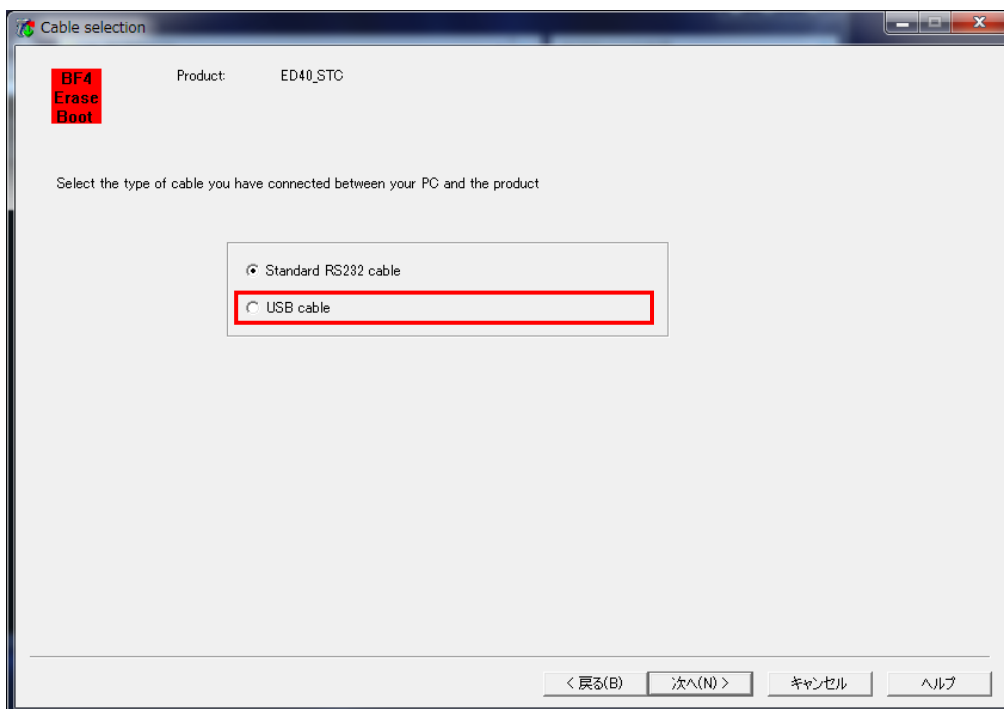 Cable selection
BF4
Erase
Boot
Product: ED40_STC
Select the type of cable you have connected between your PC and the product
Standard RS232 cable
USB cable
< 戻る(B) 次へ(N) > キャンセル ヘルプ